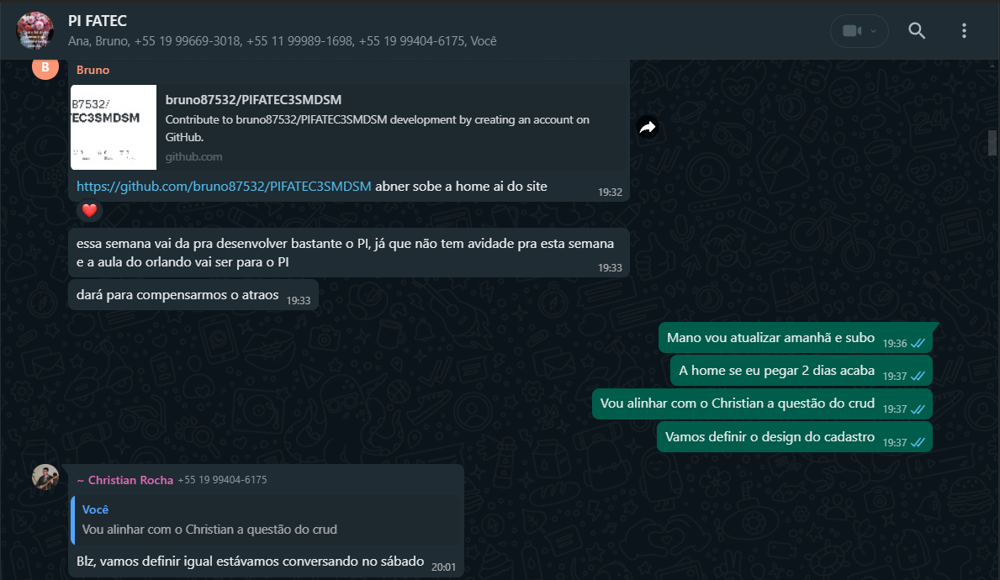 PI FATEC
Ana, Bruno, +55 19 99669-3018, +55 11 99989-1698, +55 19 99404-6175, Você
B
Bruno
87532/
TEC3SMDSM
bruno87532/PIFATEC3SMDSM
Contribute to bruno87532/PIFATEC3SMDSM development by creating an account on
GitHub.
github.com
https://github.com/bruno87532/PIFATEC3SMDSM abner sobe a home ai do site
19:32
essa semana vai da pra desenvolver bastante o PI, já que não tem avidade pra esta semana
e a aula do orlando vai ser para o PI
19:33
dará para compensarmos o atraos 19:33
Mano vou atualizar amanhã e subo 19:36
A home se eu pegar 2 dias acaba 19:37
Vou alinhar com o Christian a questão do crud 19:37
Vamos definir o design do cadastro 19:37
~ Christian Rocha +55 19 99404-6175
Você
Vou alinhar com o Christian a questão do crud
Blz, vamos definir igual estávamos conversando no sábado 20:01